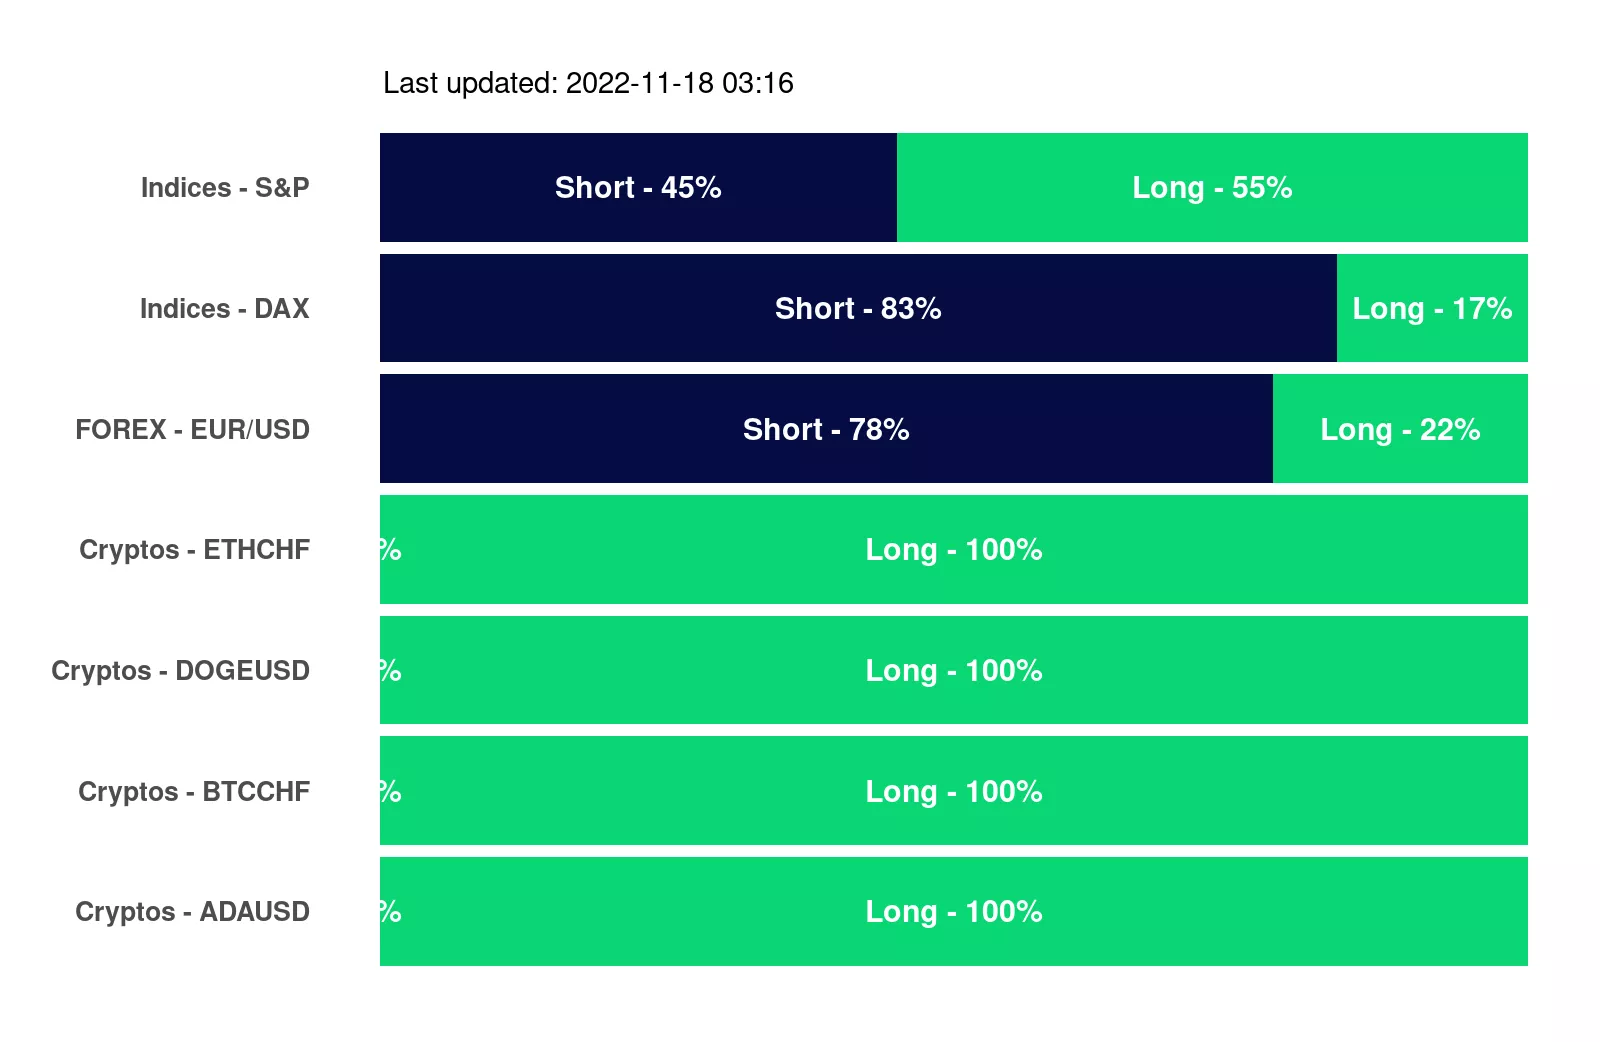 Last updated: 2022-11-18 03:16
Indices - S&P Short - 45% Long - 55%
Indices - DAX Short - 83% Long - 17%
FOREX - EUR/USD Short - 78% Long - 22%
Cryptos - ETHCHF % Long - 100%
Cryptos - DOGEUSD % Long - 100%
Cryptos - BTCCHF % Long - 100%
Cryptos - ADAUSD % Long - 100%